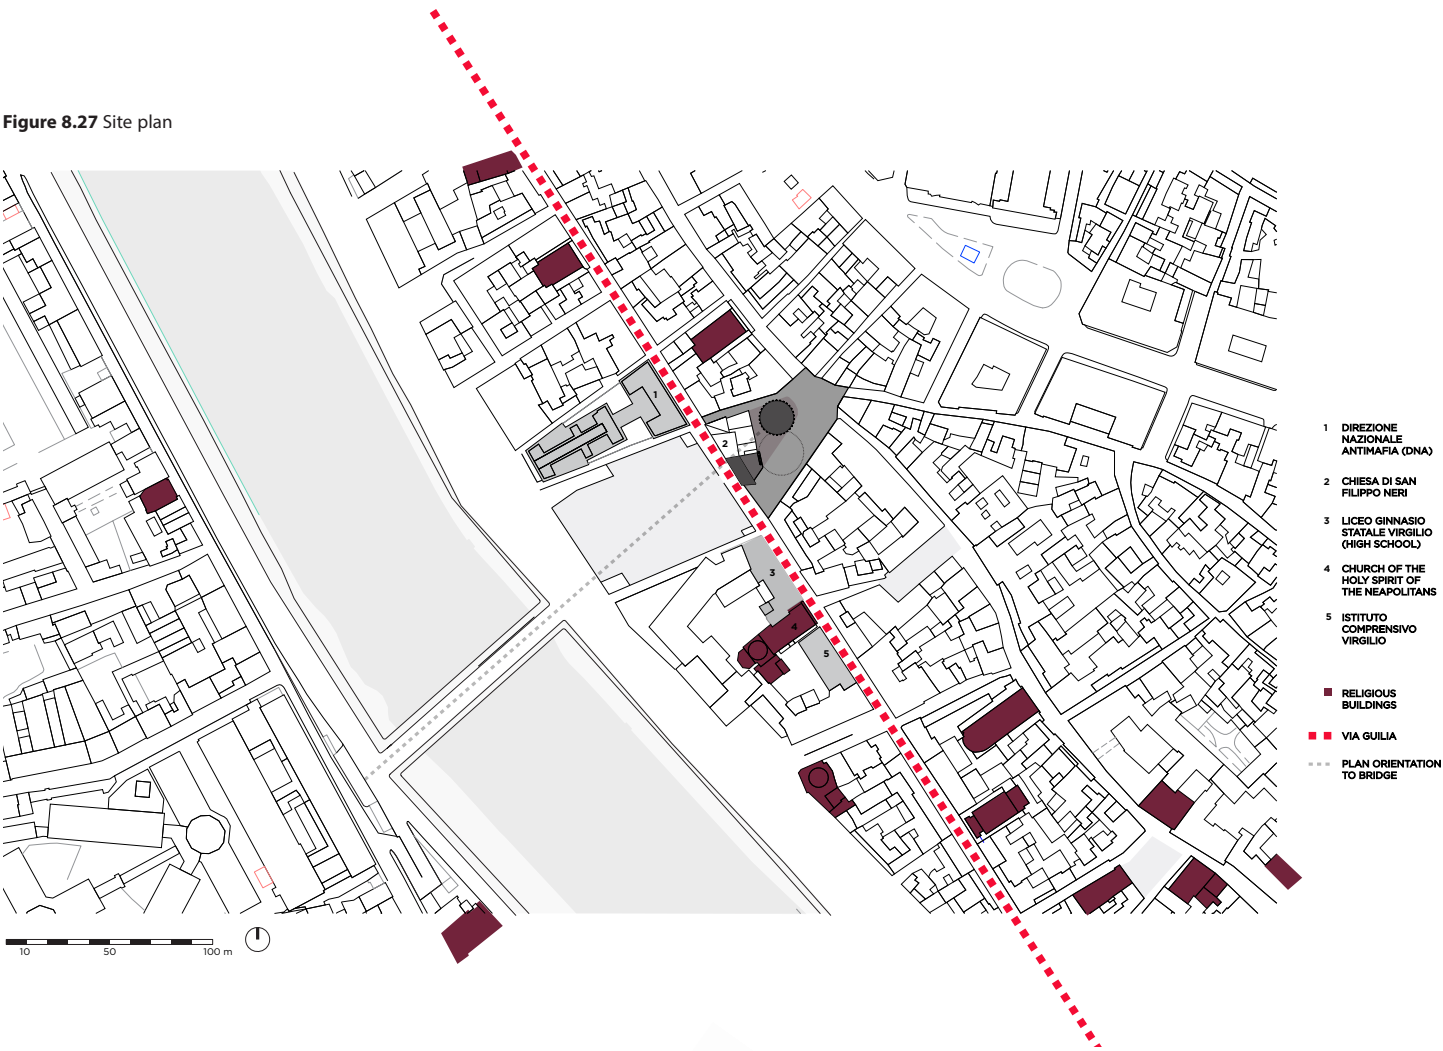 Figure 8.27 Site plan
1
2
3
4
5
10 50 100 m
1 DIREZIONE
NAZIONALE
ANTIMAFIA (DNA)
2 CHIESA DI SAN
FILIPPO NERI
3 LICEO GINNASIO
STATALE VIRGILIO
(HIGH SCHOOL)
4 CHURCH OF THE
HOLY SPIRIT OF
THE NEAPOLITANS
5 ISTITUTO
COMPRENSIVO
VIRGILIO
RELIGIOUS
BUILDINGS
VIA GUILIA
PLAN ORIENTATION
TO BRIDGE